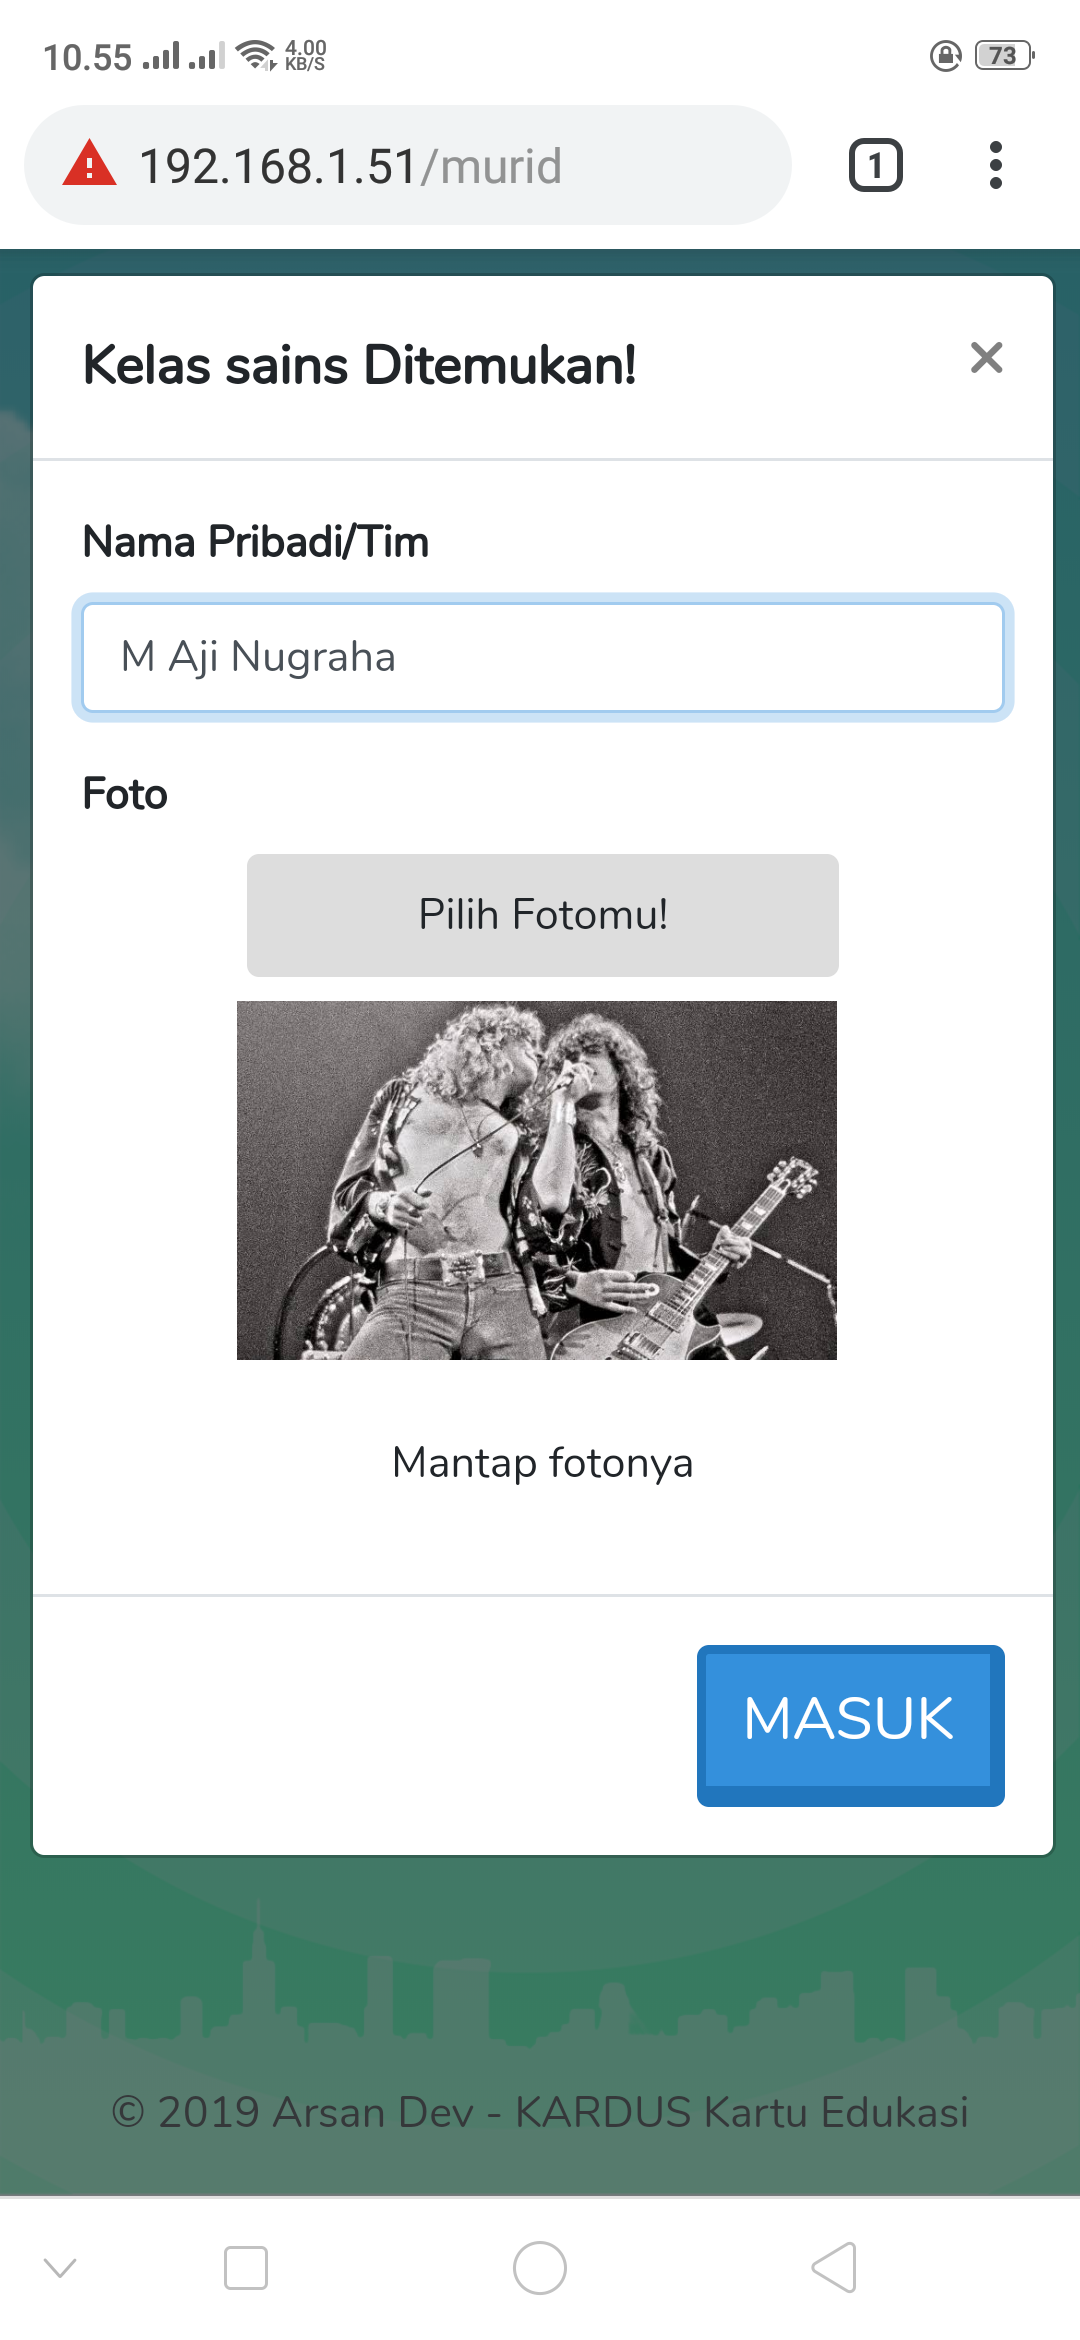 10.55
4.00
KB/S
73
192.168.1.51/murid
1
Kelas sains Ditemukan!
Nama Pribadi/Tim
M Aji Nugraha
Foto
Pilih Fotomu!
Mantap fotonya
MASUK
© 2019 Arsan Dev - KARDUS Kartu Edukasi